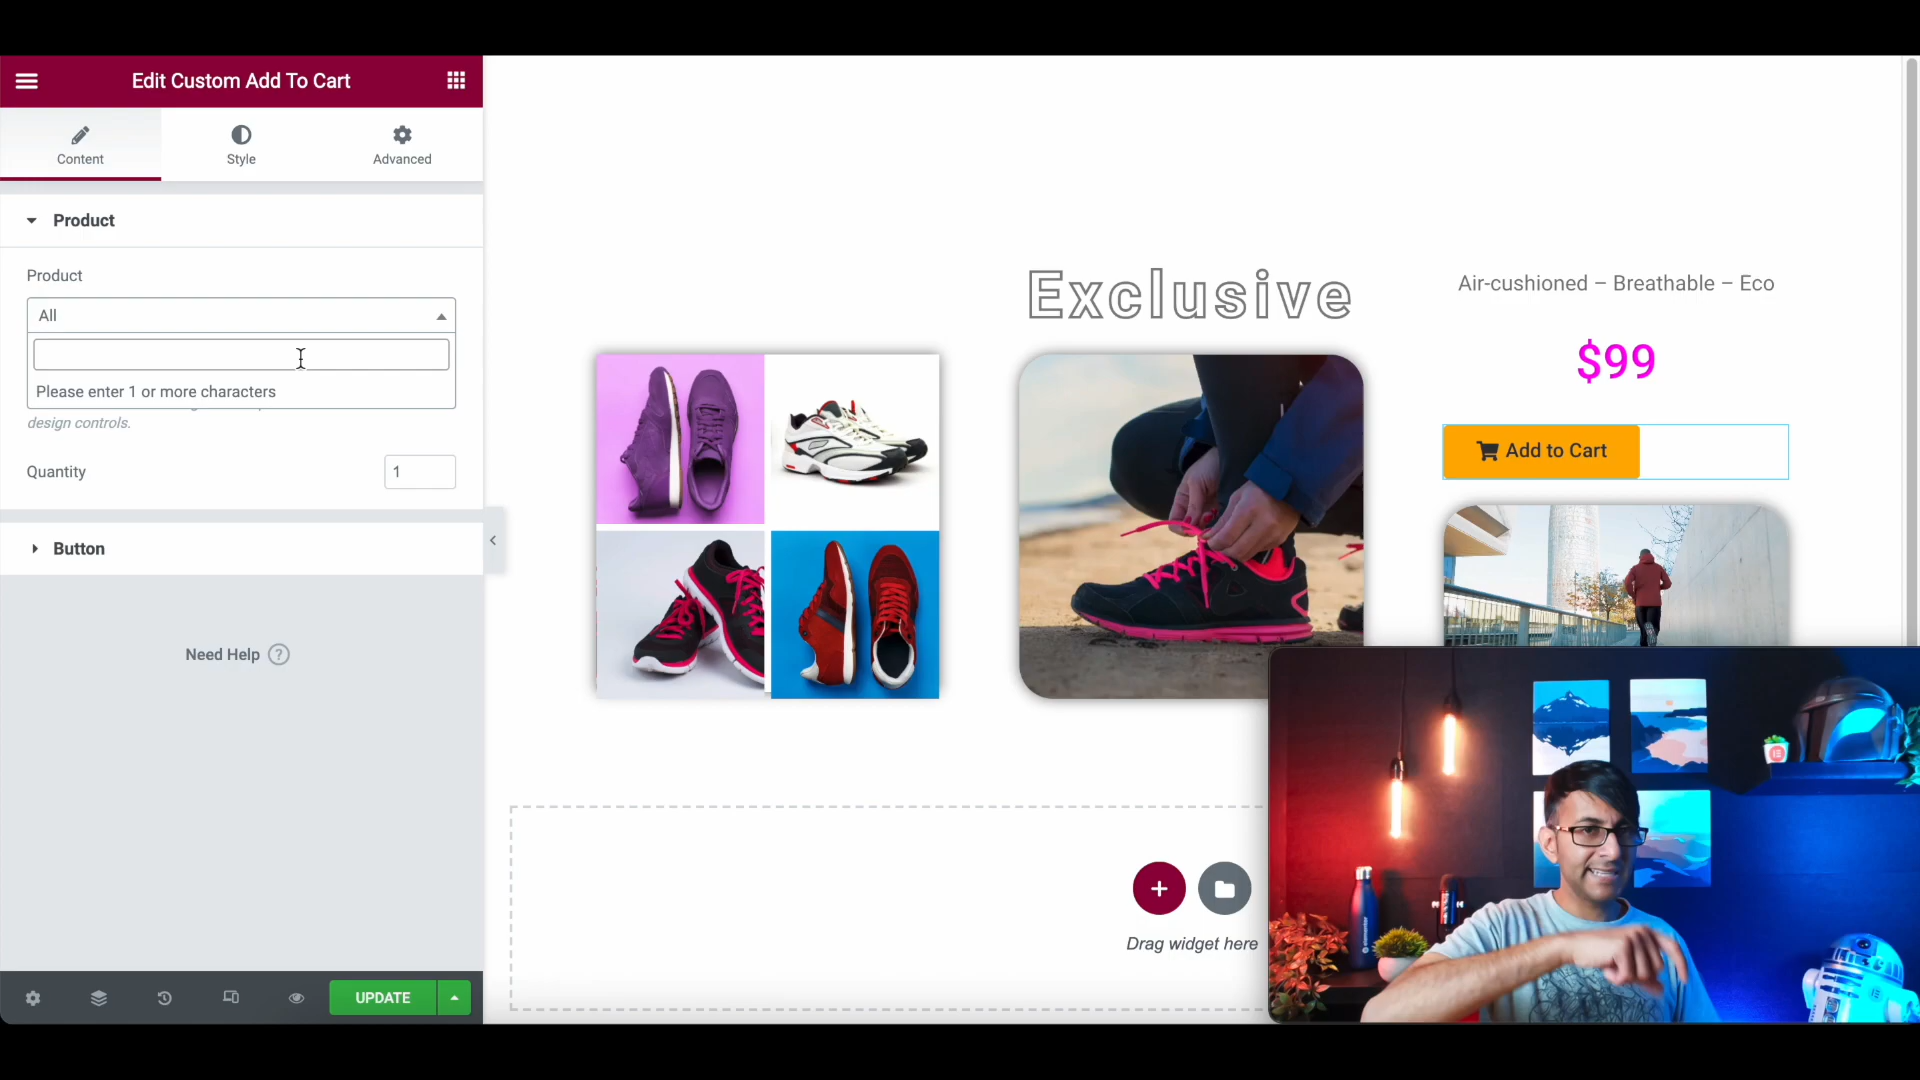 Edit Custom Add To Cart
Content
Style
Advanced
Product
Product
All
Please enter 1 or more characters
design controls.
Quantity
1
Button
Need Help ?
UPDATE
Exclusive
Air-cushioned – Breathable – Eco
$99
Add to Cart
Drag widget here